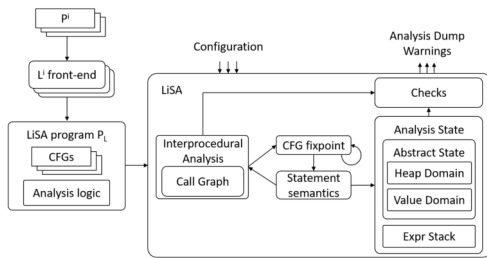 Pⁱ
Lⁱ front-end
LiSA program P_L
CFGs
Analysis logic
Configuration
Analysis Dump
Warnings
LiSA
Checks
Interprocedural
Analysis
Call Graph
CFG fixpoint
Statement
semantics
Analysis State
Abstract State
Heap Domain
Value Domain
Expr Stack